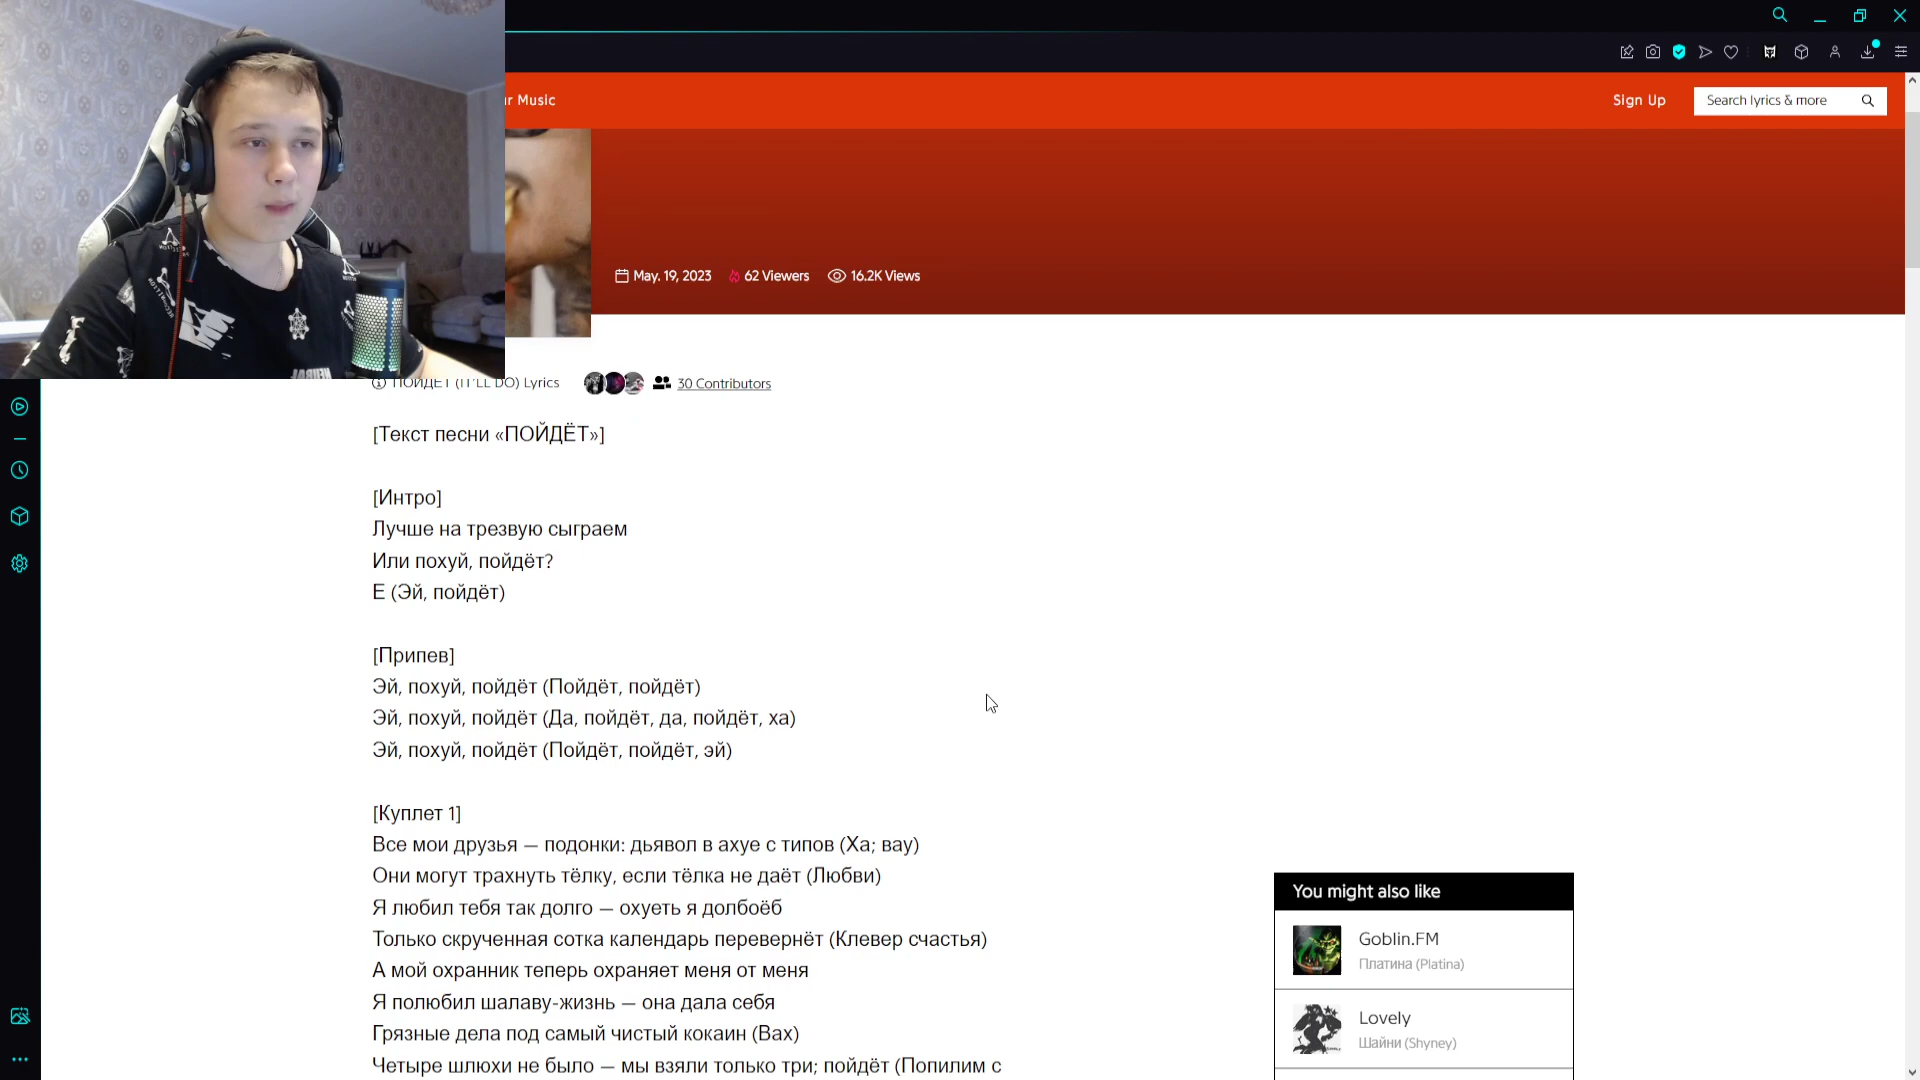 r Music
Sign Up
Search lyrics & more
May. 19, 2023
62 Viewers
16.2K Views
ПОЙДЁТ (IT'LL DO) Lyrics
30 Contributors
[Текст песни «ПОЙДЁТ»]
[Интро]
Лучше на трезвую сыграем
Или похуй, пойдёт?
Е (Эй, пойдёт)
[Припев]
Эй, похуй, пойдёт (Пойдёт, пойдёт)
Эй, похуй, пойдёт (Да, пойдёт, да, пойдёт, ха)
Эй, похуй, пойдёт (Пойдёт, пойдёт, эй)
[Куплет 1]
Все мои друзья — подонки: дьявол в ахуе с типов (Ха; вау)
Они могут трахнуть тёлку, если тёлка не даёт (Любви)
Я любил тебя так долго — охуеть я долбоёб
Только скрученная сотка календарь перевернёт (Клевер счастья)
А мой охранник теперь охраняет меня от меня
Я полюбил шалаву-жизнь — она дала себя
Грязные дела под самый чистый кокаин (Вах)
Четыре шлюхи не было — мы взяли только три; пойдёт (Попилим с
You might also like
Goblin.FM
Платина (Platina)
Lovely
Шайни (Shyney)